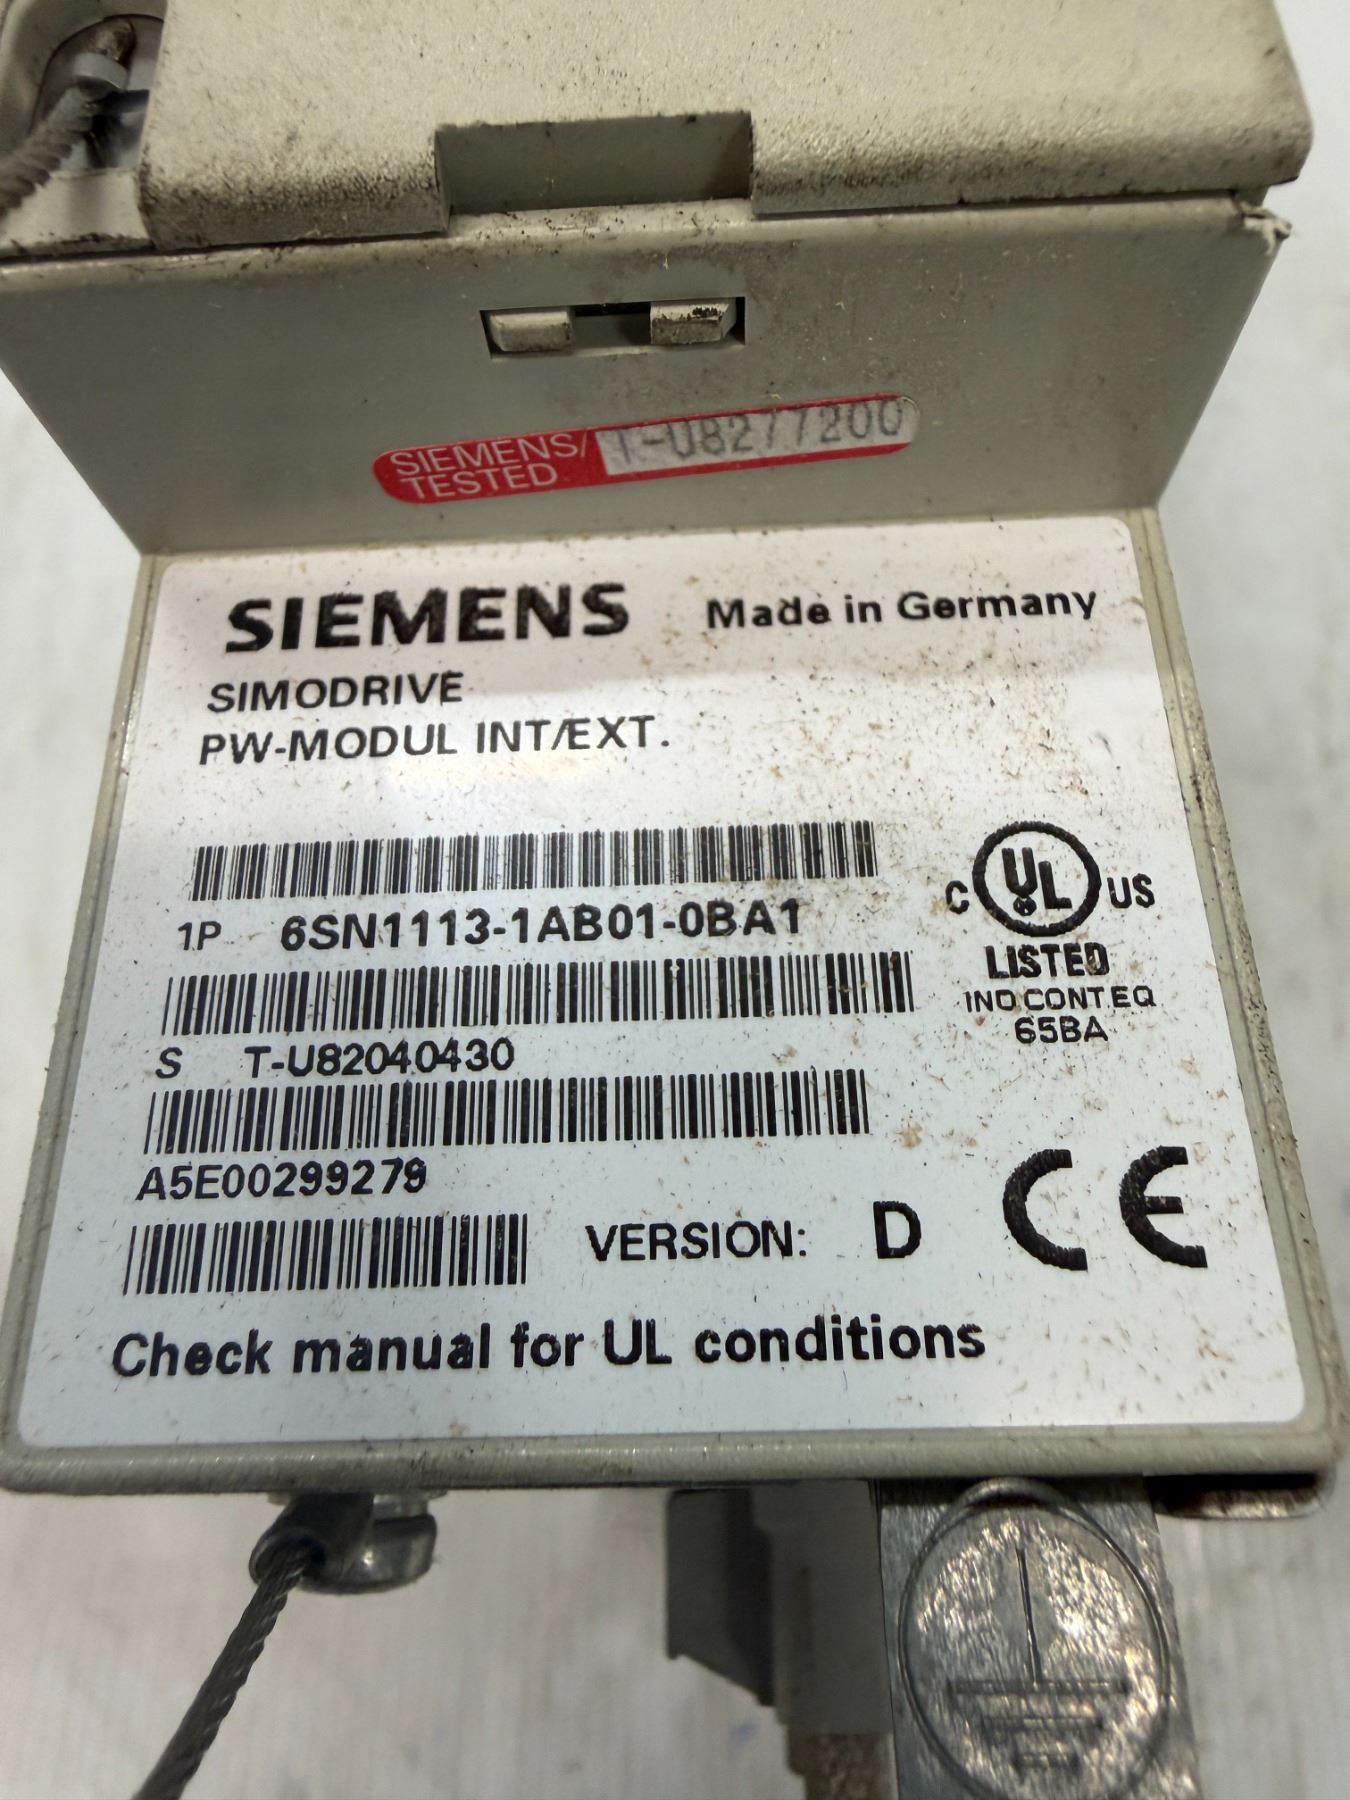 SIEMENS/
TESTED
T-U8277200
SIEMENS Made in Germany
SIMODRIVE
PW-MODUL INT/EXT.
1P 6SN1113-1AB01-0BA1
C UL US
LISTED
IND.CONT.EQ
65BA
S T-U82040430
A5E00299279
VERSION: D CE
Check manual for UL conditions